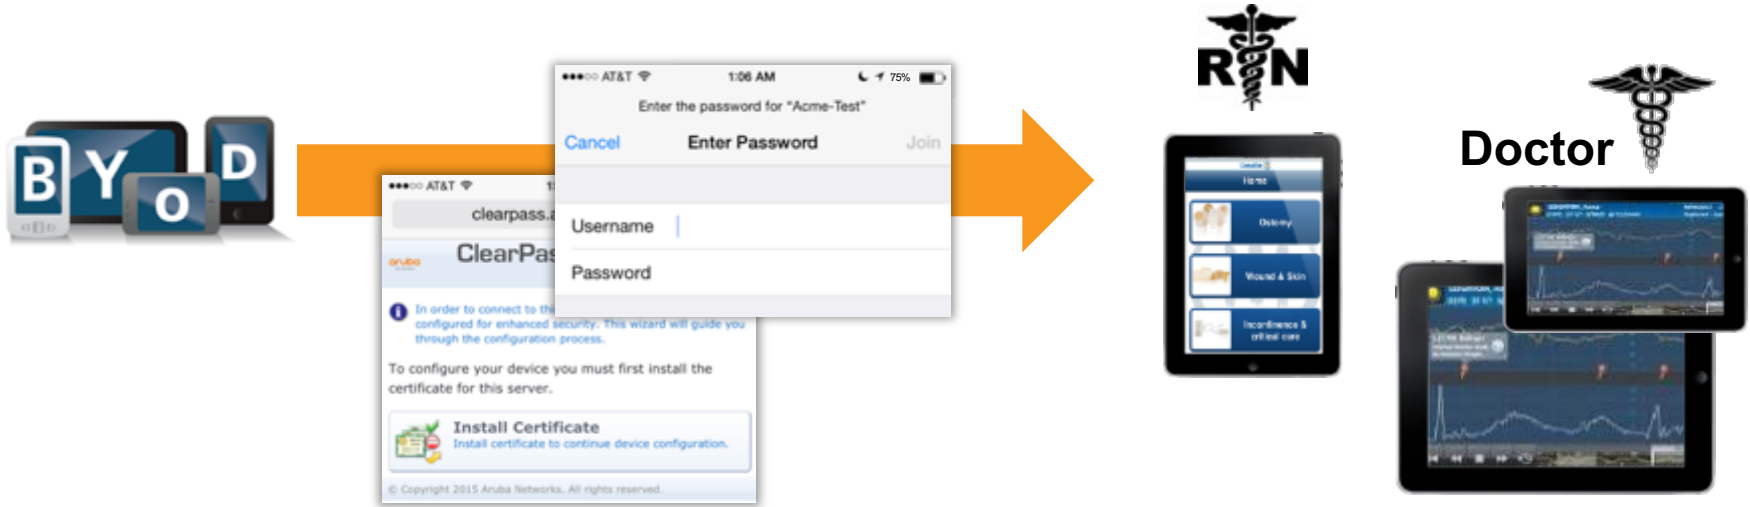 B Y O D
AT&T
1:06 AM
75%
Enter the password for "Acme-Test"
Cancel
Enter Password
Join
Username
Password
AT&T
clearpass.a
aruba
ClearPas
In order to connect to thi
configured for enhanced security. This wizard will guide you
through the configuration process.
To configure your device you must first install the
certificate for this server.
Install Certificate
Install certificate to continue device configuration.
© Copyright 2015 Aruba Networks. All rights reserved.
RN
Home
Ostomy
Wound & Skin
Incontinence &
critical care
Doctor